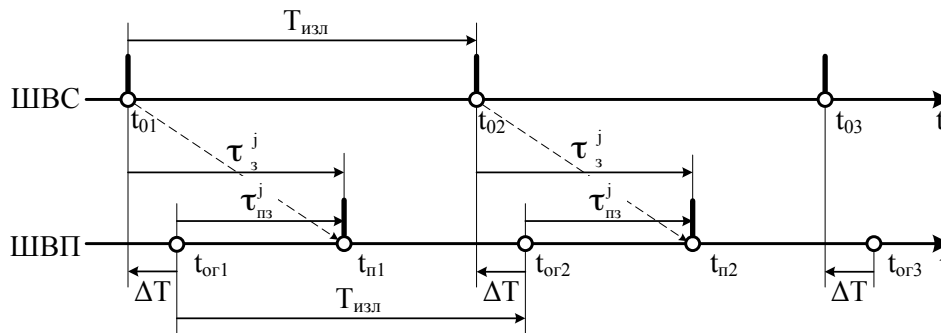 Tизл
ШВС
t01 t02 t03 t
τзj τзj
τпзj τпзj
ШВП
tог1 tп1 tог2 tп2 tог3
ΔT ΔT ΔT
Tизл